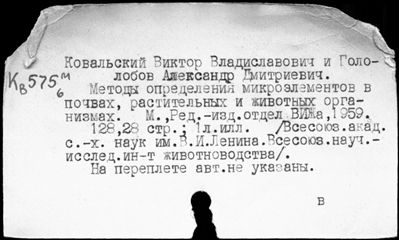 Ковальский Виктор Владиславович и Голо-
лобов Александр Дмитриевич.
Кв575м
б
Методы определения микроэлементов в
почвах, растительных и животных орга-
низмах. М.,Ред.-изд.отдел ВИЖа,1959.
128,28 стр.; 1л.илл. /Всесоюз.акад.
с.-х. наук им.В.И.Ленина.Всесоюз.науч.-
исслед.ин-т животноводства/.
На переплете авт.не указаны.
в